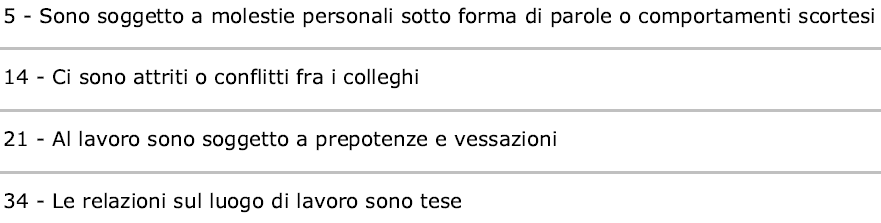 5 - Sono soggetto a molestie personali sotto forma di parole o comportamenti scortesi
14 - Ci sono attriti o conflitti fra i colleghi
21 - Al lavoro sono soggetto a prepotenze e vessazioni
34 - Le relazioni sul luogo di lavoro sono tese